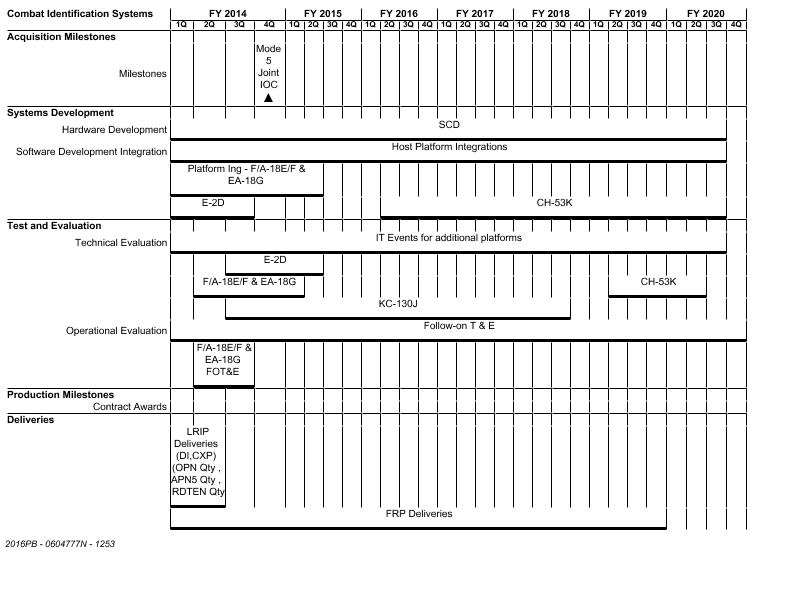 Combat Identification Systems FY 2014 FY 2015 FY 2016 FY 2017 FY 2018 FY 2019 FY 2020
1Q 2Q 3Q 4Q 1Q 2Q 3Q 4Q 1Q 2Q 3Q 4Q 1Q 2Q 3Q 4Q 1Q 2Q 3Q 4Q 1Q 2Q 3Q 4Q 1Q 2Q 3Q 4Q
Acquisition Milestones
Milestones
Mode
5
Joint
IOC
Systems Development
Hardware Development
SCD
Software Development Integration
Host Platform Integrations
Platform Ing - F/A-18E/F &
EA-18G
E-2D
CH-53K
Test and Evaluation
Technical Evaluation
IT Events for additional platforms
E-2D
F/A-18E/F & EA-18G
CH-53K
KC-130J
Operational Evaluation
Follow-on T & E
F/A-18E/F &
EA-18G
FOT&E
Production Milestones
Contract Awards
Deliveries
LRIP
Deliveries
(DI,CXP)
(OPN Qty ,
APN5 Qty ,
RDTEN Qty
FRP Deliveries
2016PB - 0604777N - 1253